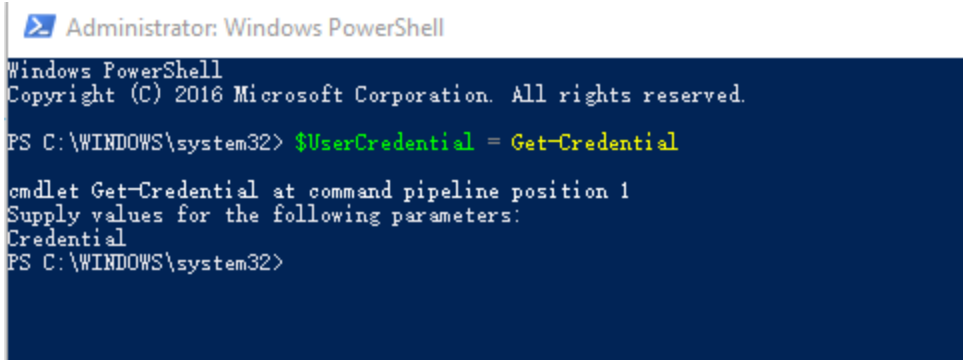 Administrator: Windows PowerShell
Windows PowerShell
Copyright (C) 2016 Microsoft Corporation. All rights reserved.
PS C:\WINDOWS\system32> $UserCredential = Get-Credential
cmdlet Get-Credential at command pipeline position 1
Supply values for the following parameters:
Credential
PS C:\WINDOWS\system32>